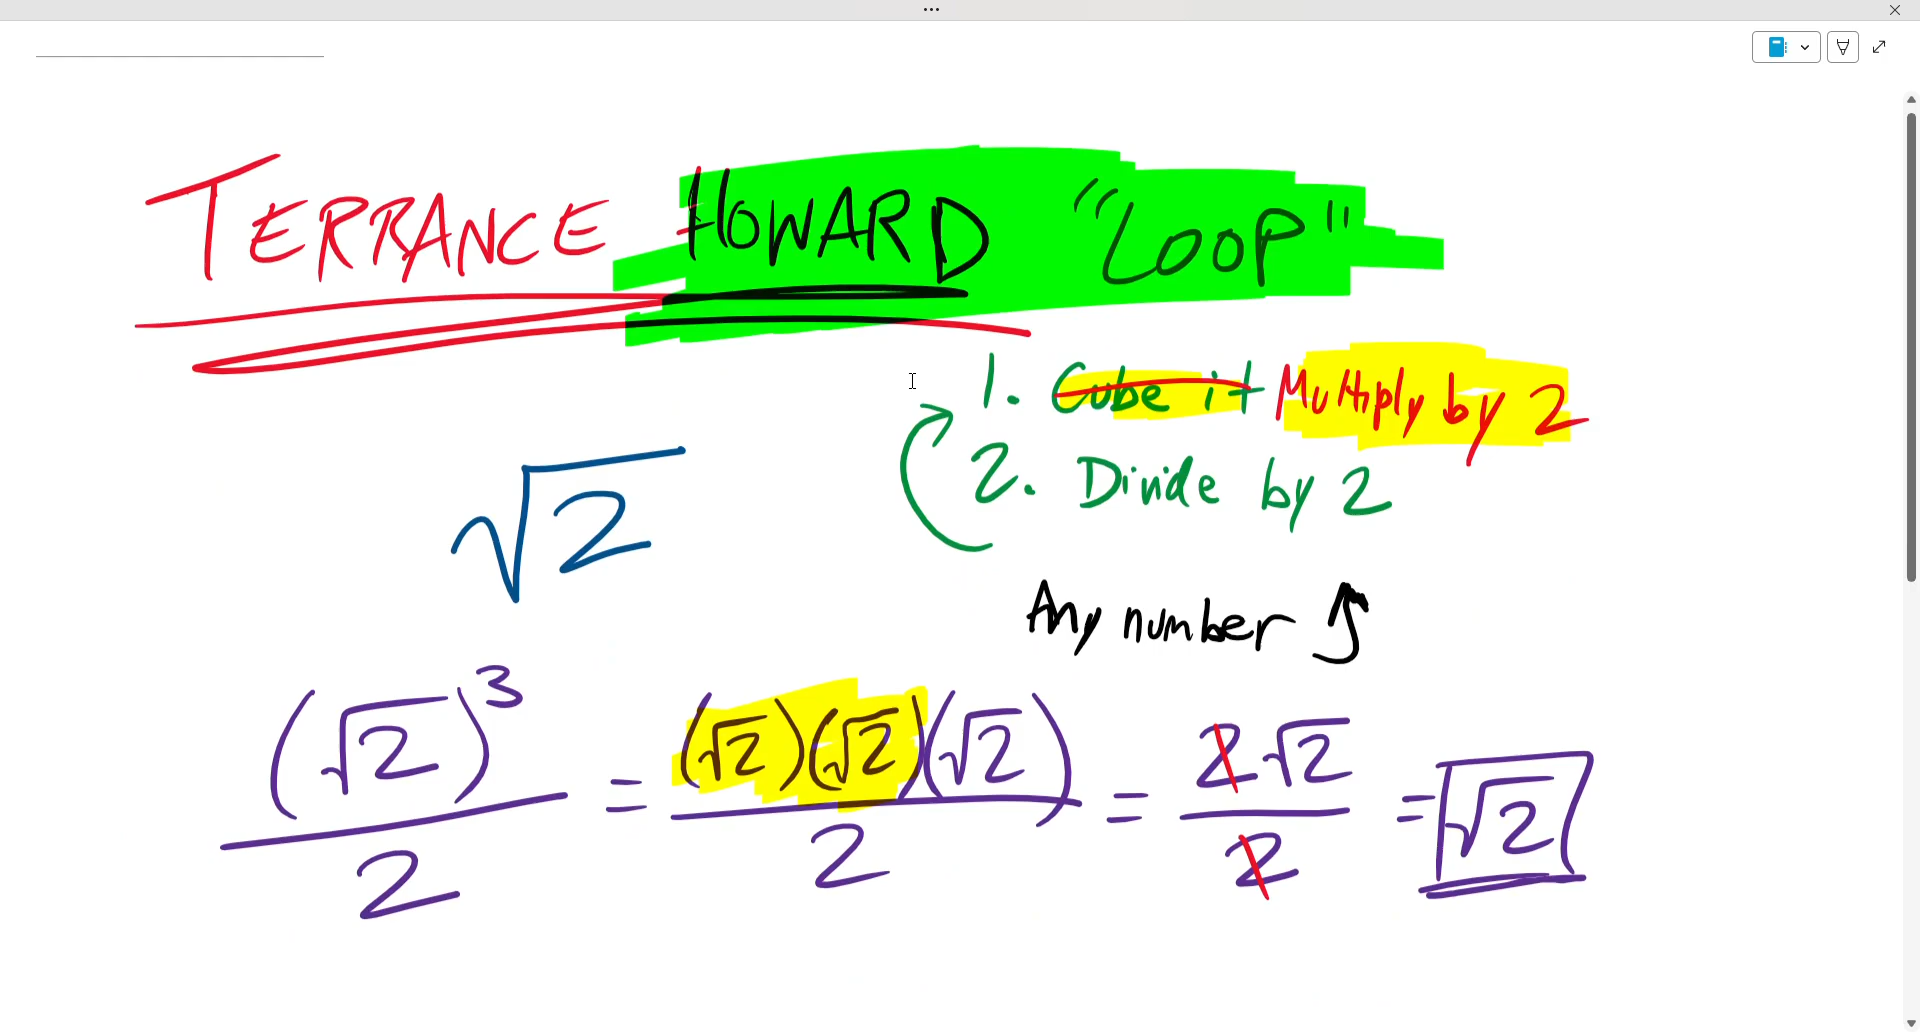 TERRANCE HOWARD "LOOP"
1. Cube it Multiply by 2
2. Divide by 2
√2
Any number
(√2)³/2 = (√2)(√2)(√2)/2 = 2√2/2 = √2